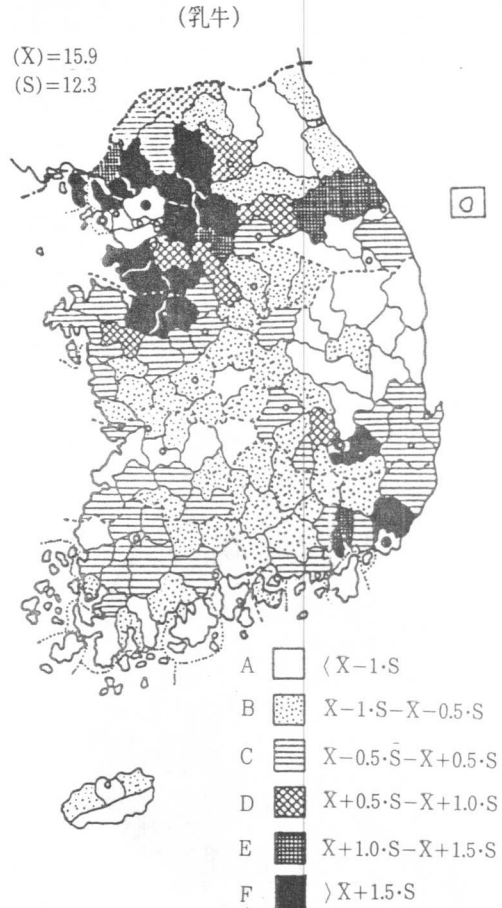 (乳牛)
(X)=15.9
(S)=12.3
A 〈X̄−1·S
B X̄−1·S−X̄−0.5·S
C X̄−0.5·S−X̄+0.5·S
D X̄+0.5·S−X̄+1.0·S
E X̄+1.0·S−X̄+1.5·S
F 〉X̄+1.5·S